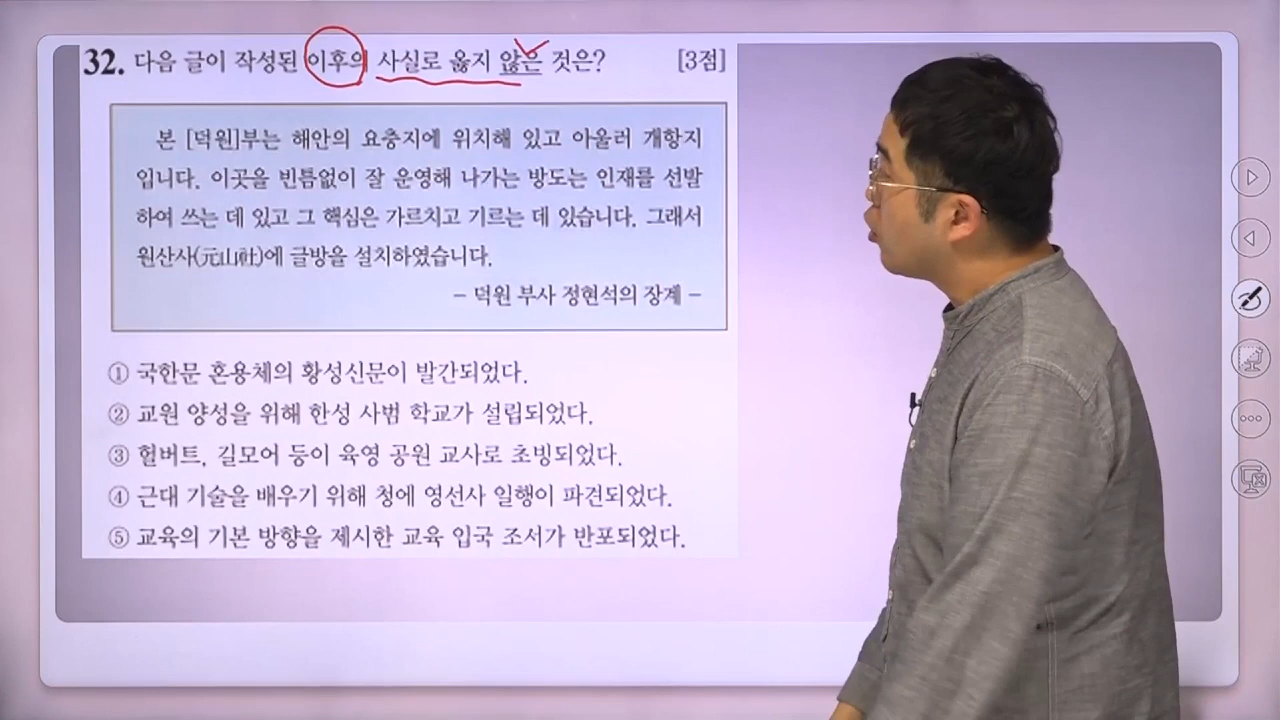 32. 다음 글이 작성된 이후의 사실로 옳지 않은 것은? [3점]
본 [덕원]부는 해안의 요충지에 위치해 있고 아울러 개항지
입니다. 이곳을 빈틈없이 잘 운영해 나가는 방도는 인재를 선발
하여 쓰는 데 있고 그 핵심은 가르치고 기르는 데 있습니다. 그래서
원산사(元山社)에 글방을 설치하였습니다.
- 덕원 부사 정현석의 장계 -
① 국한문 혼용체의 황성신문이 발간되었다.
② 교원 양성을 위해 한성 사범 학교가 설립되었다.
③ 헐버트, 길모어 등이 육영 공원 교사로 초빙되었다.
④ 근대 기술을 배우기 위해 청에 영선사 일행이 파견되었다.
⑤ 교육의 기본 방향을 제시한 교육 입국 조서가 반포되었다.